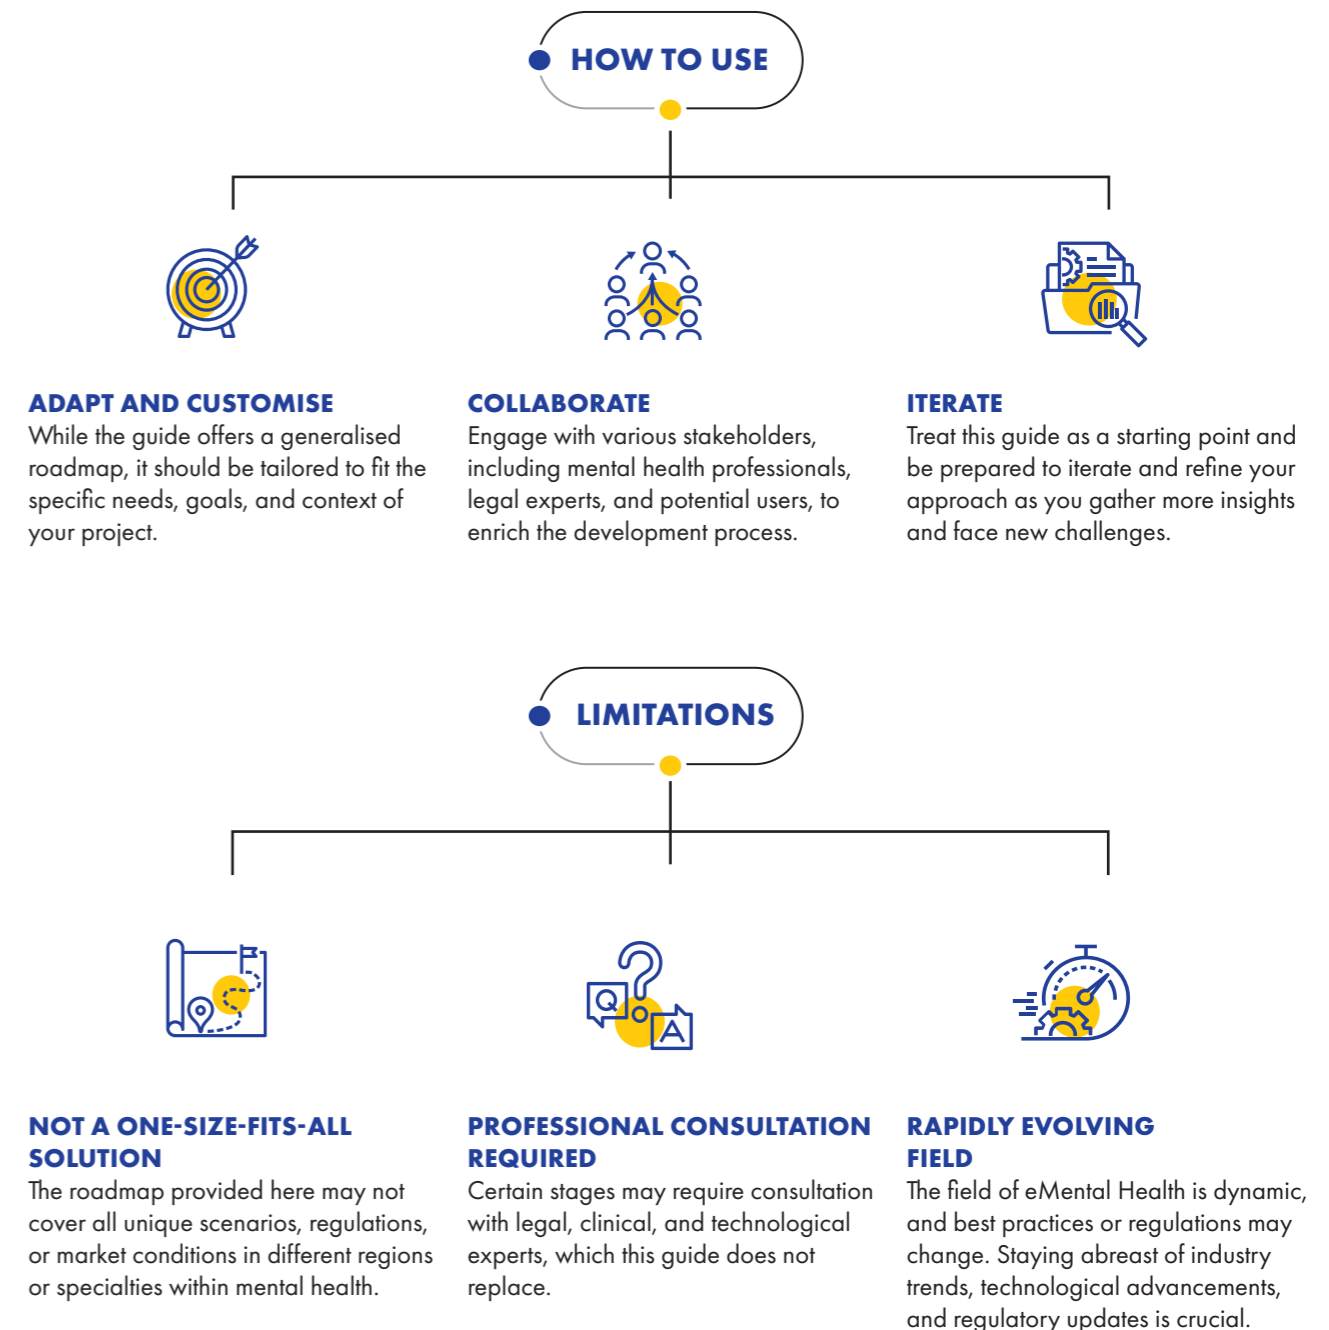 HOW TO USE
ADAPT AND CUSTOMISE
While the guide offers a generalised
roadmap, it should be tailored to fit the
specific needs, goals, and context of
your project.
COLLABORATE
Engage with various stakeholders,
including mental health professionals,
legal experts, and potential users, to
enrich the development process.
ITERATE
Treat this guide as a starting point and
be prepared to iterate and refine your
approach as you gather more insights
and face new challenges.
LIMITATIONS
Q
A
NOT A ONE-SIZE-FITS-ALL
SOLUTION
The roadmap provided here may not
cover all unique scenarios, regulations,
or market conditions in different regions
or specialties within mental health.
PROFESSIONAL CONSULTATION
REQUIRED
Certain stages may require consultation
with legal, clinical, and technological
experts, which this guide does not
replace.
RAPIDLY EVOLVING
FIELD
The field of eMental Health is dynamic,
and best practices or regulations may
change. Staying abreast of industry
trends, technological advancements,
and regulatory updates is crucial.